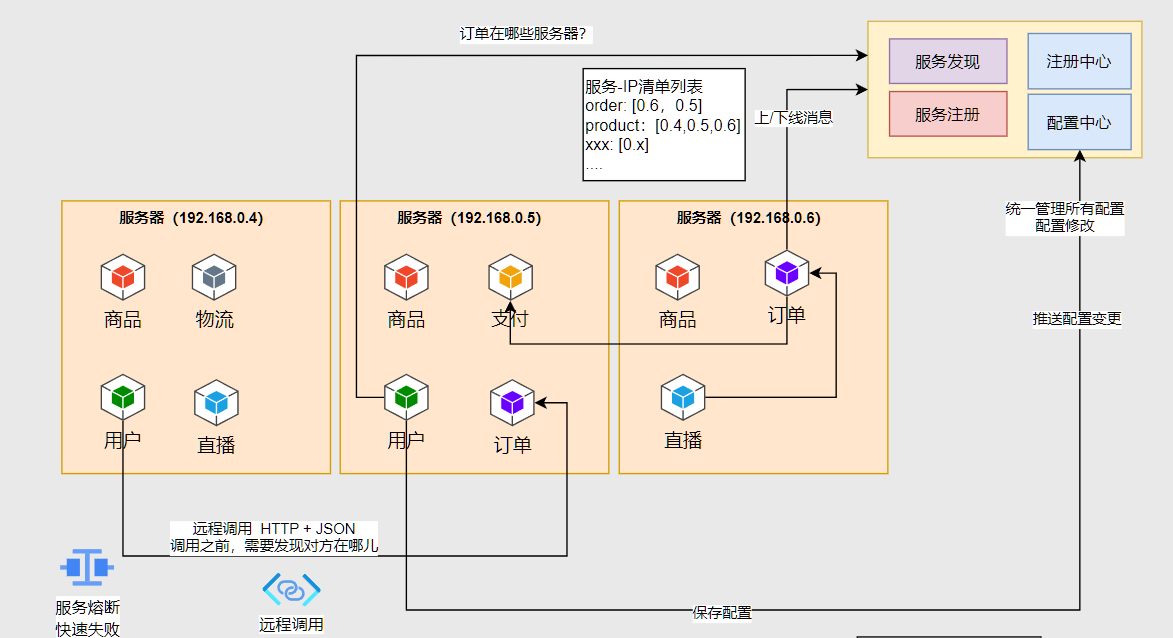 订单在哪些服务器?
服务发现
注册中心
服务注册
配置中心
服务-IP清单列表
order: [0.6，0.5]
product：[0.4,0.5,0.6]
xxx: [0.x]
....
上/下线消息
统一管理所有配置
配置修改
推送配置变更
服务器（192.168.0.4)
商品
物流
用户
直播
服务器（192.168.0.5)
商品
支付
用户
订单
服务器（192.168.0.6)
商品
订单
直播
远程调用 HTTP + JSON
调用之前，需要发现对方在哪儿
服务熔断
快速失败
远程调用
保存配置